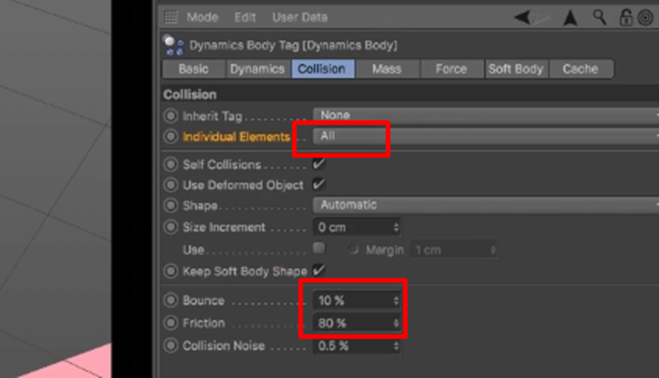 Mode Edit User Data
Dynamics Body Tag [Dynamics Body]
Basic Dynamics Collision Mass Force Soft Body Cache
Collision
Inherit Tag........... None
Individual Elements.. All
Self Collisions....... ✓
Use Deformed Object ✓
Shape................ Automatic
Size Increment ...... 0 cm
Use................... Margin 1 cm
Keep Soft Body Shape ✓
Bounce ............ 10 %
Friction ............ 80 %
Collision Noise ...... 0.5 %